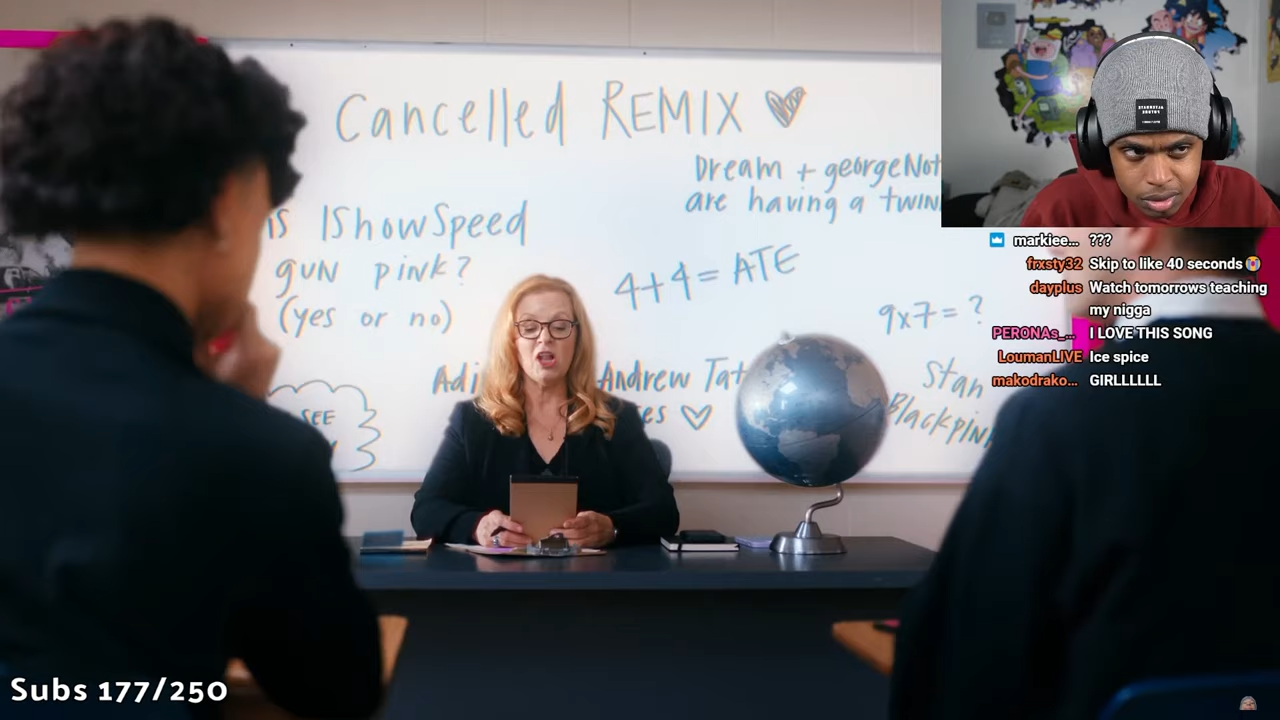 Cancelled REMIX
Dream + georgeNot
are having a twin
is IShowSpeed
gun pink?
(yes or no)
4+4= ATE
9x7= ?
Adi
Andrew Tat
Stan
Blackpin
SEE
markiee... ???
frxsty32 Skip to like 40 seconds
dayplus Watch tomorrows teaching
my nigga
PERONAs_... I LOVE THIS SONG
LoumanLIVE Ice spice
makodrako... GIRLLLLLL
Subs 177/250